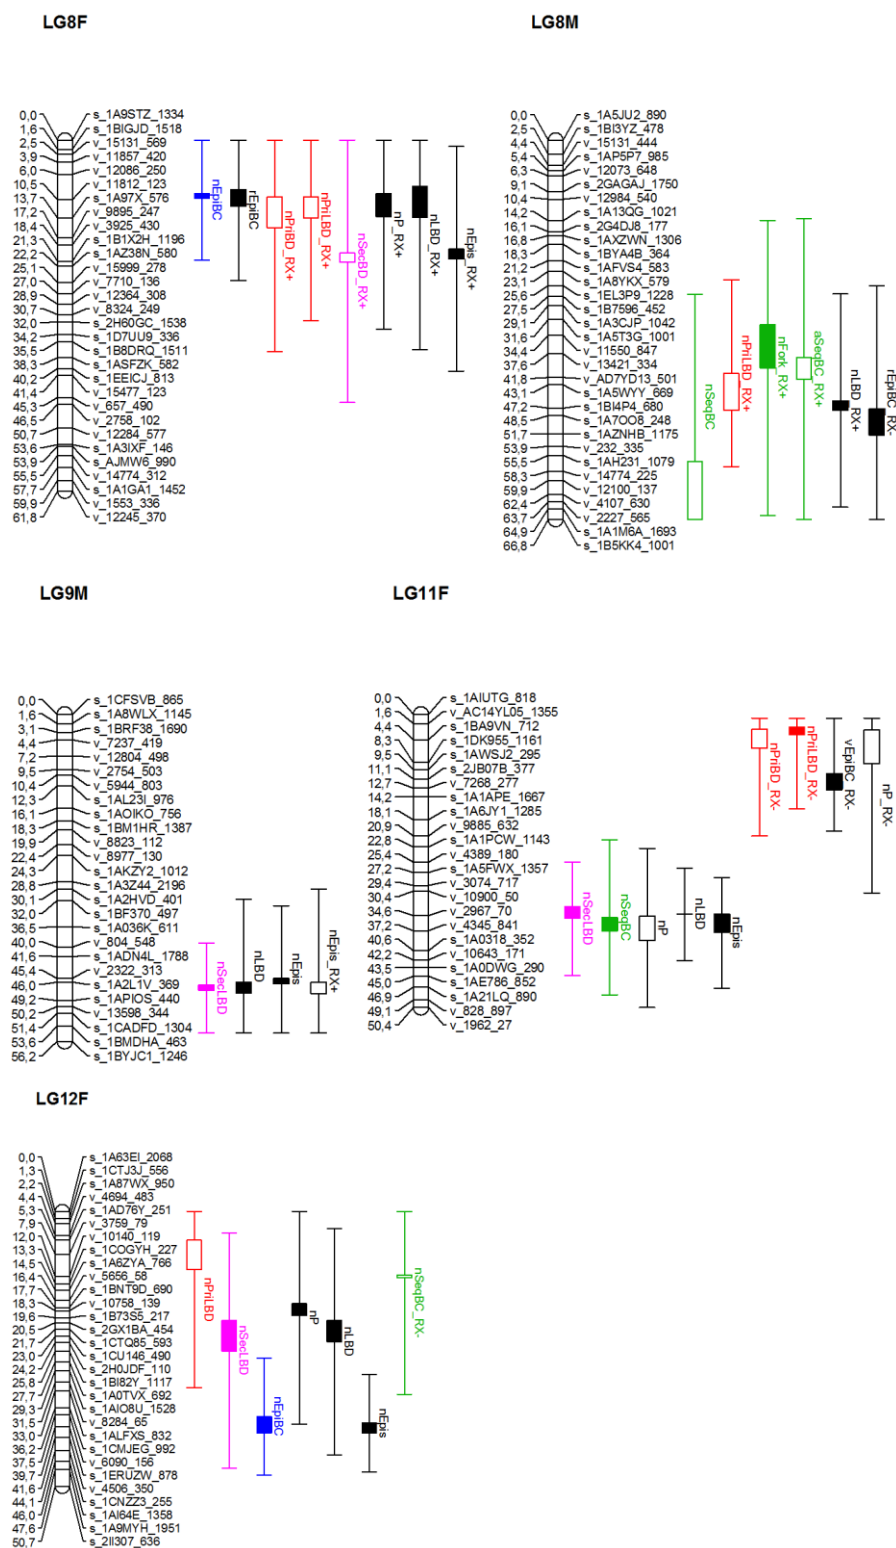 LG8F
0,0 s_1A9STZ_1334
1,6 s_1BIGJD_1518
2,5 v_15131_569
3,9 v_11857_420
6,0 v_12086_250
10,5 v_11812_123
13,7 s_1A97X_576
17,2 v_9895_247
18,4 v_3925_430
21,3 s_1B1X2H_1196
22,2 s_1AZ38N_580
25,1 v_15999_278
27,0 v_7710_136
28,9 v_12364_308
30,7 v_8324_249
32,0 s_2H60GC_1538
34,2 s_1D7UU9_336
35,5 s_1B8DRQ_1511
38,3 s_1ASFZK_582
40,2 s_1EEICJ_813
41,4 v_15477_123
45,3 v_657_490
46,5 v_2758_102
50,7 v_12284_577
53,6 s_1A3IXF_146
53,9 s_AJMW6_990
55,5 v_14774_312
57,7 s_1A1GA1_1452
59,9 v_1553_336
61,8 v_12245_370
nEpiBC
rEpiBC
nPriBD_RX+
nPriLBD_RX+
nSecBD_RX+
nP_RX+
nLBD_RX+
nEpis_RX+
LG8M
0,0 s_1A5JU2_890
2,5 s_1BI3YZ_478
4,4 v_15131_444
5,4 s_1AP5P7_985
6,3 v_12073_648
9,1 s_2GAGAJ_1750
10,4 v_12984_540
14,2 s_1A13QG_1021
16,1 s_2G4DJ8_177
16,8 s_1AXZWN_1306
18,3 s_1BYA4B_364
21,2 s_1AFVS4_583
23,1 s_1A8YKX_579
25,6 s_1EL3P9_1228
27,5 s_1B7596_452
29,1 s_1A3CJP_1042
31,6 s_1A5T3G_1001
34,4 v_11550_847
37,6 v_13421_334
41,8 v_AD7YD13_501
43,1 s_1A5WYY_669
47,2 s_1BI4P4_680
48,5 s_1A7OO8_248
51,7 s_1AZNHB_1175
53,9 v_232_335
55,5 s_1AH231_1079
58,3 v_14774_225
59,9 v_12100_137
62,4 v_4107_630
63,7 v_2227_565
64,9 s_1A1M6A_1693
66,8 s_1B5KK4_1001
nSeqBC
nPriLBD_RX+
nFork_RX+
aSeqBC_RX+
nLBD_RX+
rEpiBC_RX-
LG9M
0,0 s_1CFSVB_865
1,6 s_1A8WLX_1145
3,1 s_1BRF38_1690
4,4 v_7237_419
7,2 v_12804_498
9,5 v_2754_503
10,4 v_5944_803
12,3 s_1AL23I_976
16,1 s_1AOIKO_756
18,3 s_1BM1HR_1387
19,9 v_8823_112
22,4 v_8977_130
24,3 s_1AKZY2_1012
28,8 s_1A3Z44_2196
30,1 s_1A2HVD_401
32,0 s_1BF370_497
36,5 s_1A036K_611
40,0 v_804_548
41,6 s_1ADN4L_1788
45,4 v_2322_313
46,0 s_1A2L1V_369
49,2 s_1APIOS_440
50,2 v_13598_344
51,4 s_1CADFD_1304
53,6 s_1BMDHA_463
56,2 s_1BYJC1_1246
nSecLBD
nLBD
nEpis
nEpis_RX+
LG11F
0,0 s_1AIUTG_818
1,6 v_AC14YL05_1355
4,4 s_1BA9VN_712
8,3 s_1DK955_1161
9,5 s_1AWSJ2_295
11,1 s_2JB07B_377
12,7 v_7268_277
14,2 s_1A1APE_1667
18,1 s_1A6JY1_1285
20,9 v_9885_632
22,8 s_1A1PCW_1143
25,4 v_4389_180
27,2 s_1A5FWX_1357
29,4 v_3074_717
30,4 v_10900_50
34,6 v_2967_70
37,2 v_4345_841
40,6 s_1A0318_352
42,2 v_10643_171
43,5 s_1A0DWG_290
45,0 s_1AE786_852
46,9 s_1A21LQ_890
49,1 v_828_897
50,4 v_1962_27
nSecLBD
nSeqBC
nP
nLBD
nEpis
nPriBD_RX-
nPriLBD_RX-
vEpiBC_RX-
nP_RX-
LG12F
0,0 s_1A63EI_2068
1,3 s_1CTJ3J_556
2,2 s_1A87WX_950
4,4 v_4694_483
5,3 s_1AD76Y_251
7,9 v_3759_79
12,0 v_10140_119
13,3 s_1COGYH_227
14,5 s_1A6ZYA_766
16,4 v_5656_58
17,7 s_1BNT9D_690
18,3 v_10758_139
19,6 s_1B73S5_217
20,5 s_2GX1BA_454
21,7 s_1CTQ85_593
23,0 s_1CU146_490
24,2 s_2H0JDF_110
25,8 s_1BI82Y_1117
27,7 s_1A0TVX_692
29,3 s_1AIO8U_1528
31,5 v_8284_65
33,0 s_1ALFXS_832
36,2 s_1CMJEG_992
37,5 v_6090_156
39,7 s_1ERUZW_878
41,6 v_4506_350
44,1 s_1CNZZ3_255
46,0 s_1AI64E_1358
47,6 s_1A9MYH_1951
50,7 s_2II307_636
nPriLBD
nSecLBD
nEpiBC
nP
nLBD
nEpis
nSeqBC_RX-